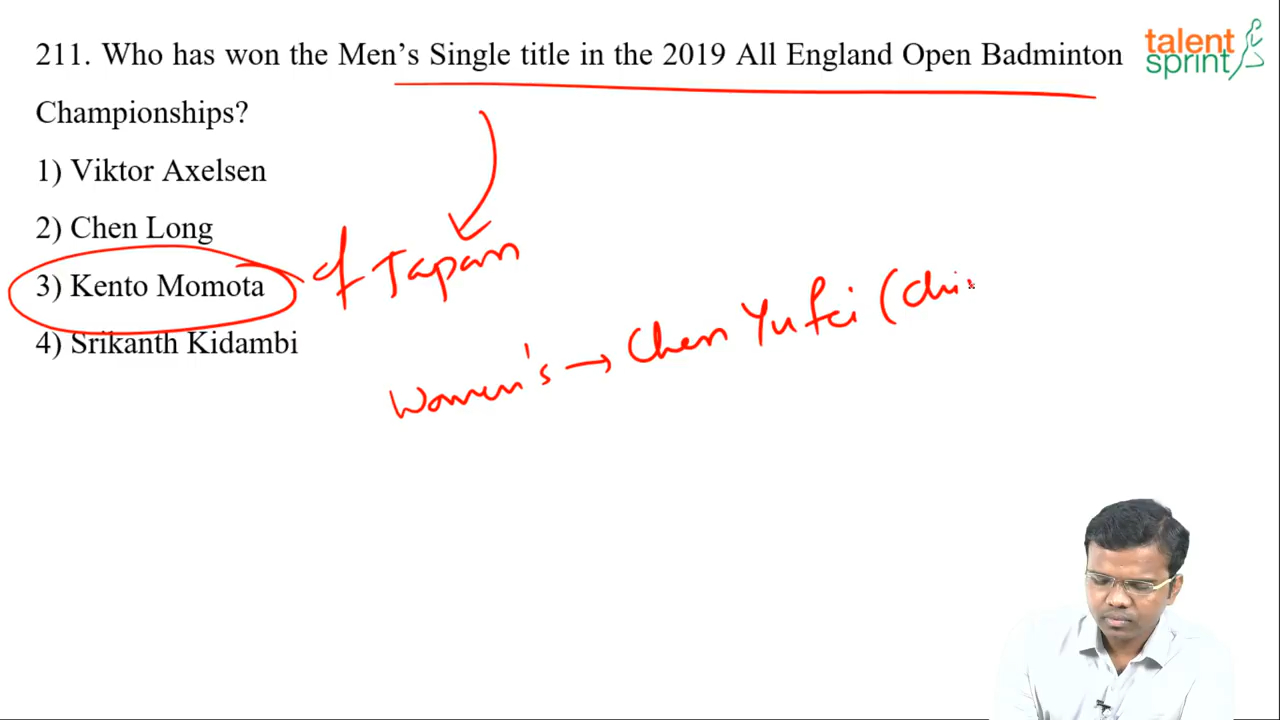 211. Who has won the Men's Single title in the 2019 All England Open Badminton
Championships?
1) Viktor Axelsen
2) Chen Long
3) Kento Momota
4) Srikanth Kidambi
of Japan
Women's → Chen Yufei (Chi
talent
sprint